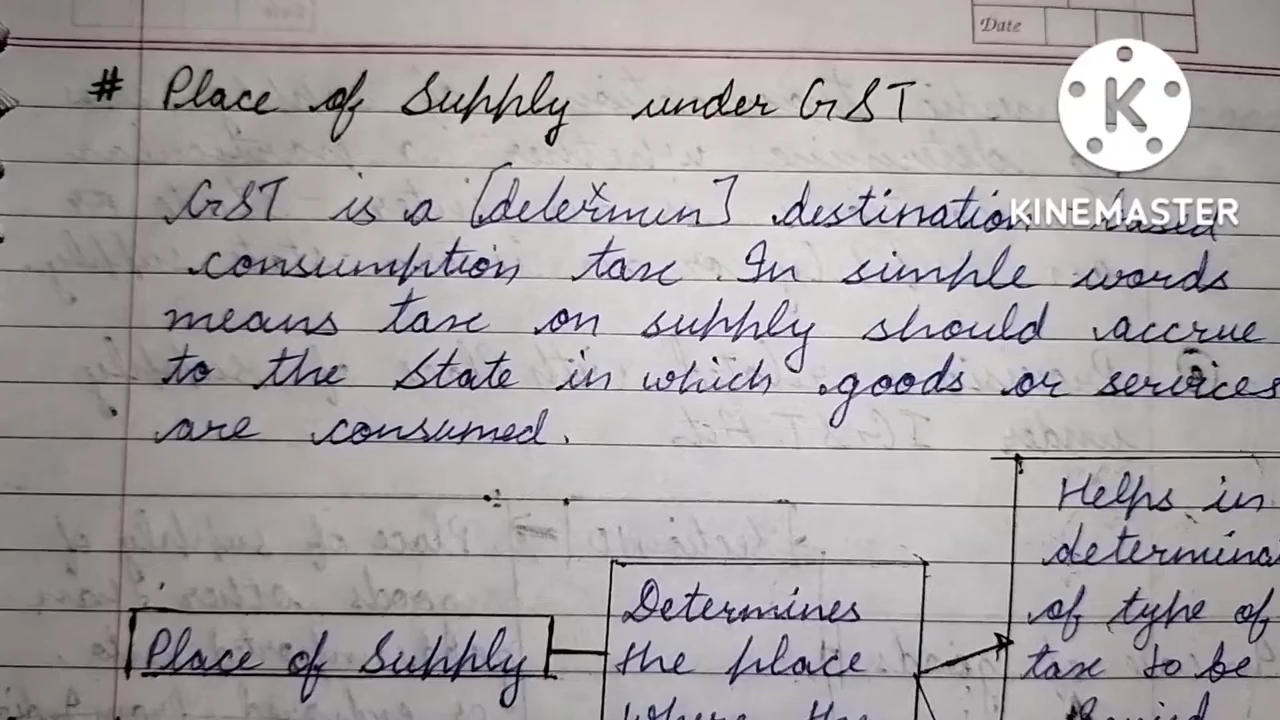 Date
# Place of Supply under GST
K
KINEMASTER
GST is a [determin] destination based
consumption tax. In simple words
means tax on supply should accrue
to the State in which goods or services
are consumed.
Helps in
determina
of type of
tax to be
Place of Supply
Determines
the place
where the